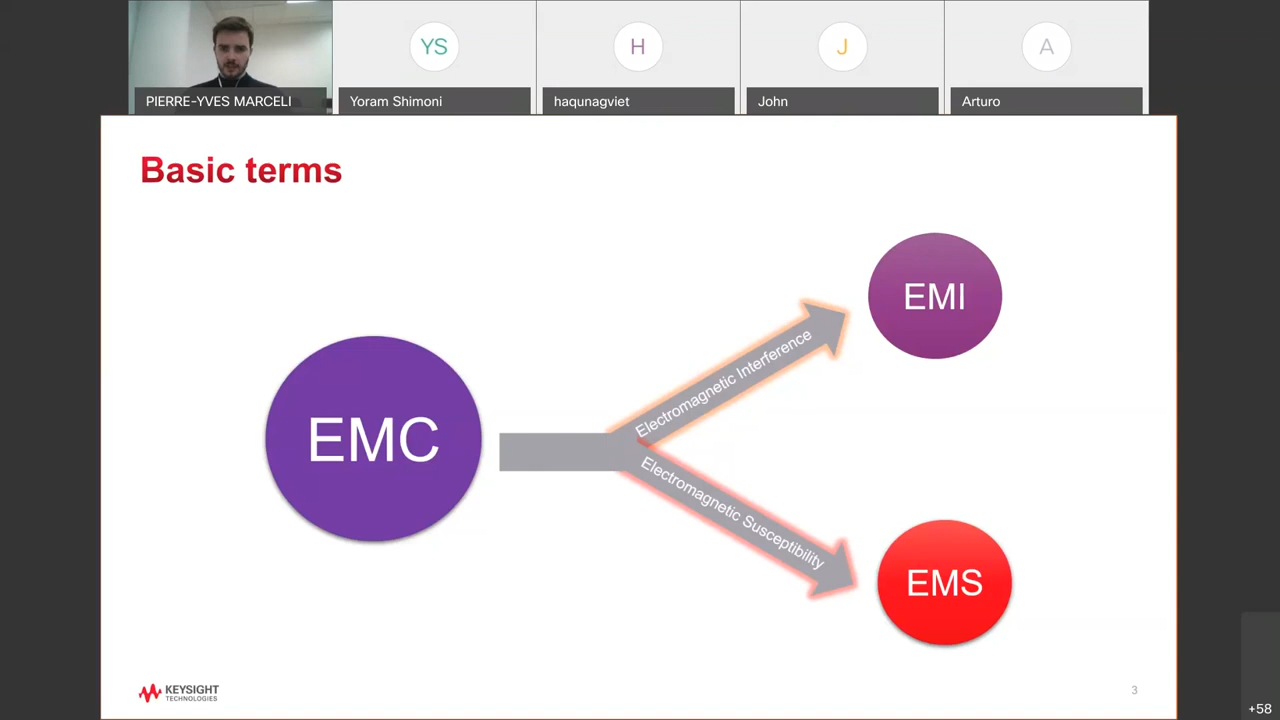 YS
H
J
A
PIERRE-YVES MARCELI
Yoram Shimoni
haqunagviet
John
Arturo
Basic terms
EMI
Electromagnetic Interference
EMC
Electromagnetic Susceptibility
EMS
KEYSIGHT
TECHNOLOGIES
3
+58